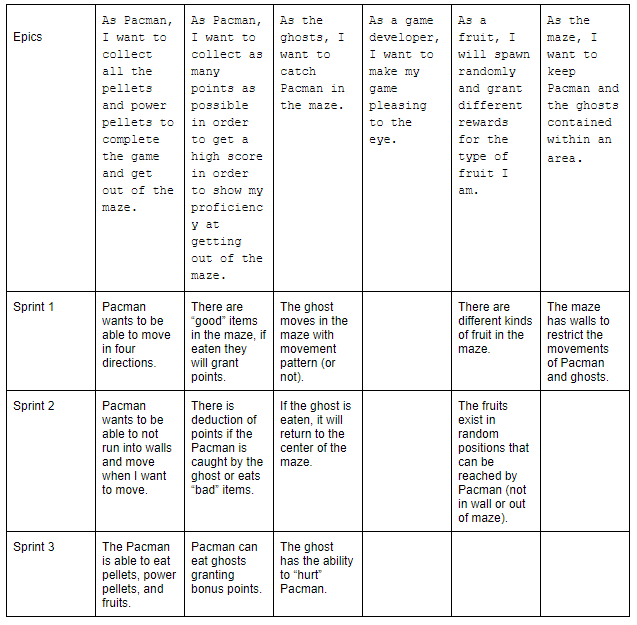 Epics
As Pacman,
I want to
collect
all the
pellets
and power
pellets to
complete
the game
and get
out of the
maze.
As Pacman,
I want to
collect as
many
points as
possible
in order
to get a
high score
in order
to show my
proficienc
y at
getting
out of the
maze.
As the
ghosts, I
want to
catch
Pacman in
the maze.
As a game
developer,
I want to
make my
game
pleasing
to the
eye.
As a
fruit, I
will spawn
randomly
and grant
different
rewards
for the
type of
fruit I
am.
As the
maze, I
want to
keep
Pacman and
the ghosts
contained
within an
area.
Sprint 1
Pacman
wants to be
able to move
in four
directions.
There are
“good” items
in the maze, if
eaten they
will grant
points.
The ghost
moves in the
maze with
movement
pattern (or
not).
There are
different kinds
of fruit in the
maze.
The maze
has walls to
restrict the
movements
of Pacman
and ghosts.
Sprint 2
Pacman
wants to be
able to not
run into walls
and move
when I want
to move.
There is
deduction of
points if the
Pacman is
caught by the
ghost or eats
“bad” items.
If the ghost is
eaten, it will
return to the
center of the
maze.
The fruits
exist in
random
positions that
can be
reached by
Pacman (not
in wall or out
of maze).
Sprint 3
The Pacman
is able to eat
pellets, power
pellets, and
fruits.
Pacman can
eat ghosts
granting
bonus points.
The ghost
has the ability
to “hurt”
Pacman.